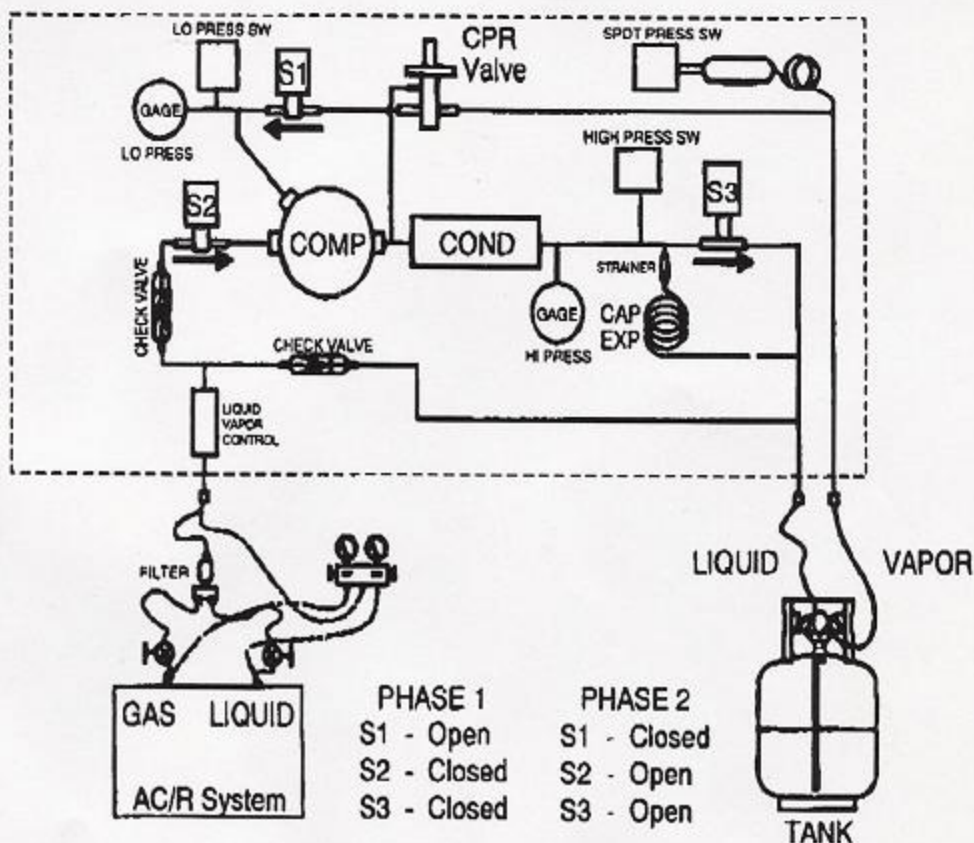 LO PRESS SW
S1
CPR
Valve
SPOT PRESS SW
GAGE
LO PRESS
HIGH PRESS SW
S2
S3
COMP
COND
STRAINER
CHECK VALVE
GAGE
HI PRESS
CAP
EXP
CHECK VALVE
LIQUID
VAPOR
CONTROL
LIQUID
VAPOR
FILTER
GAS LIQUID
AC/R System
PHASE 1
S1 - Open
S2 - Closed
S3 - Closed
PHASE 2
S1 - Closed
S2 - Open
S3 - Open
TANK